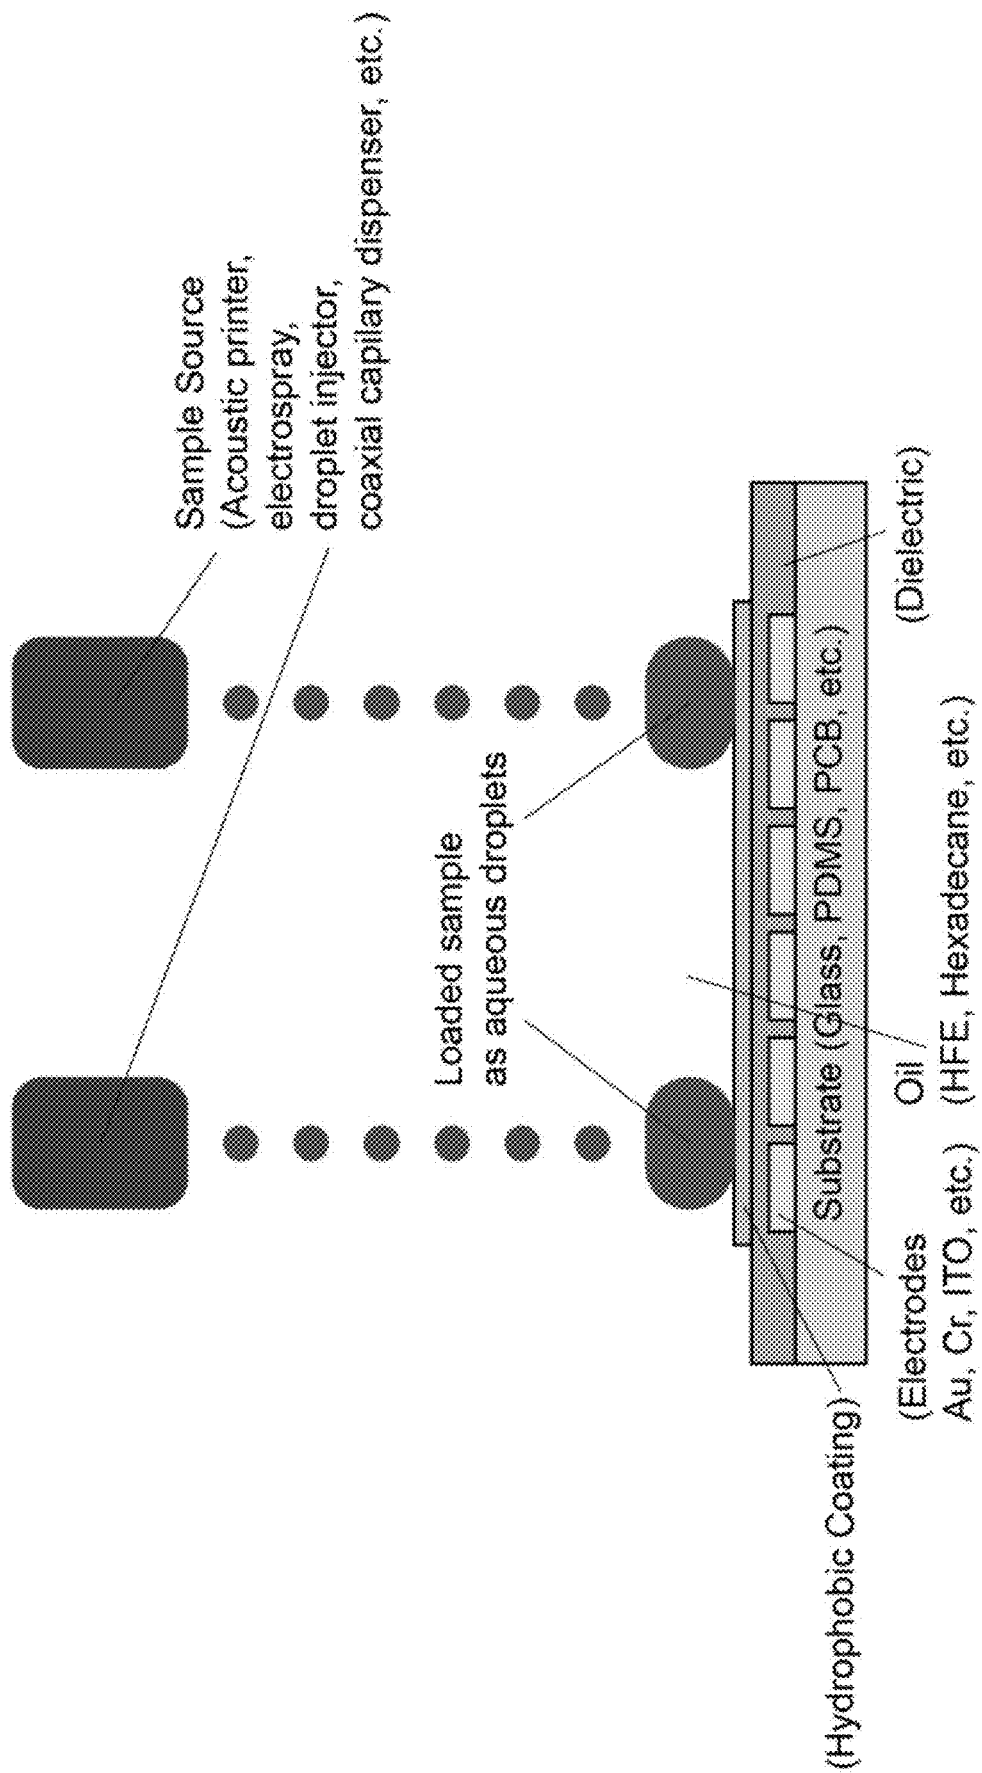 Sample Source
(Acoustic printer,
electrospray,
droplet injector,
coaxial capilary dispenser, etc.)
Loaded sample
as aqueous droplets
Substrate (Glass, PDMS, PCB, etc.)
(Hydrophobic Coating)
(Electrodes
Au, Cr, ITO, etc.)
Oil
(HFE, Hexadecane, etc.)
(Dielectric)